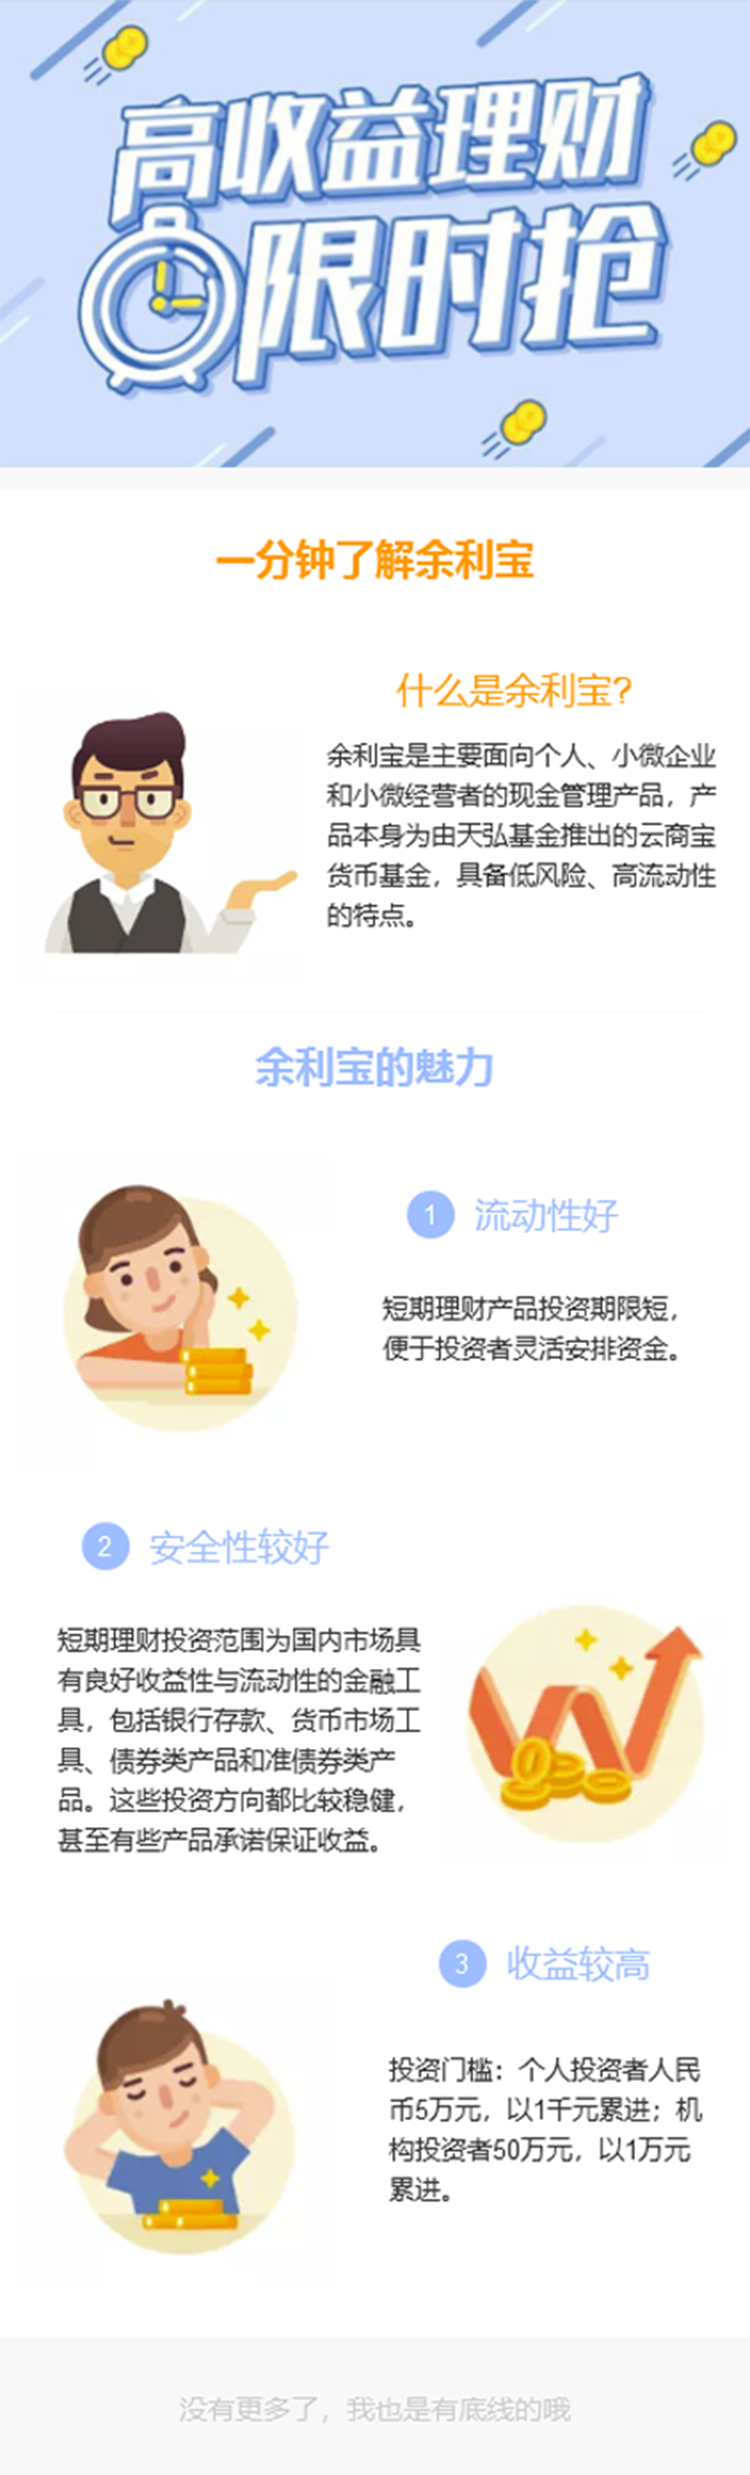 高收益理财
限时抢
一分钟了解余利宝
什么是余利宝?
余利宝是主要面向个人、小微企业
和小微经营者的现金管理产品，产
品本身为由天弘基金推出的云商宝
货币基金，具备低风险、高流动性
的特点。
余利宝的魅力
1 流动性好
短期理财产品投资期限短，
便于投资者灵活安排资金。
2 安全性较好
短期理财投资范围为国内市场具
有良好收益性与流动性的金融工
具，包括银行存款、货币市场工
具、债券类产品和准债券类产
品。这些投资方向都比较稳健，
甚至有些产品承诺保证收益。
3 收益较高
投资门槛：个人投资者人民
币5万元，以1千元累进；机
构投资者50万元，以1万元
累进。
没有更多了，我也是有底线的哦